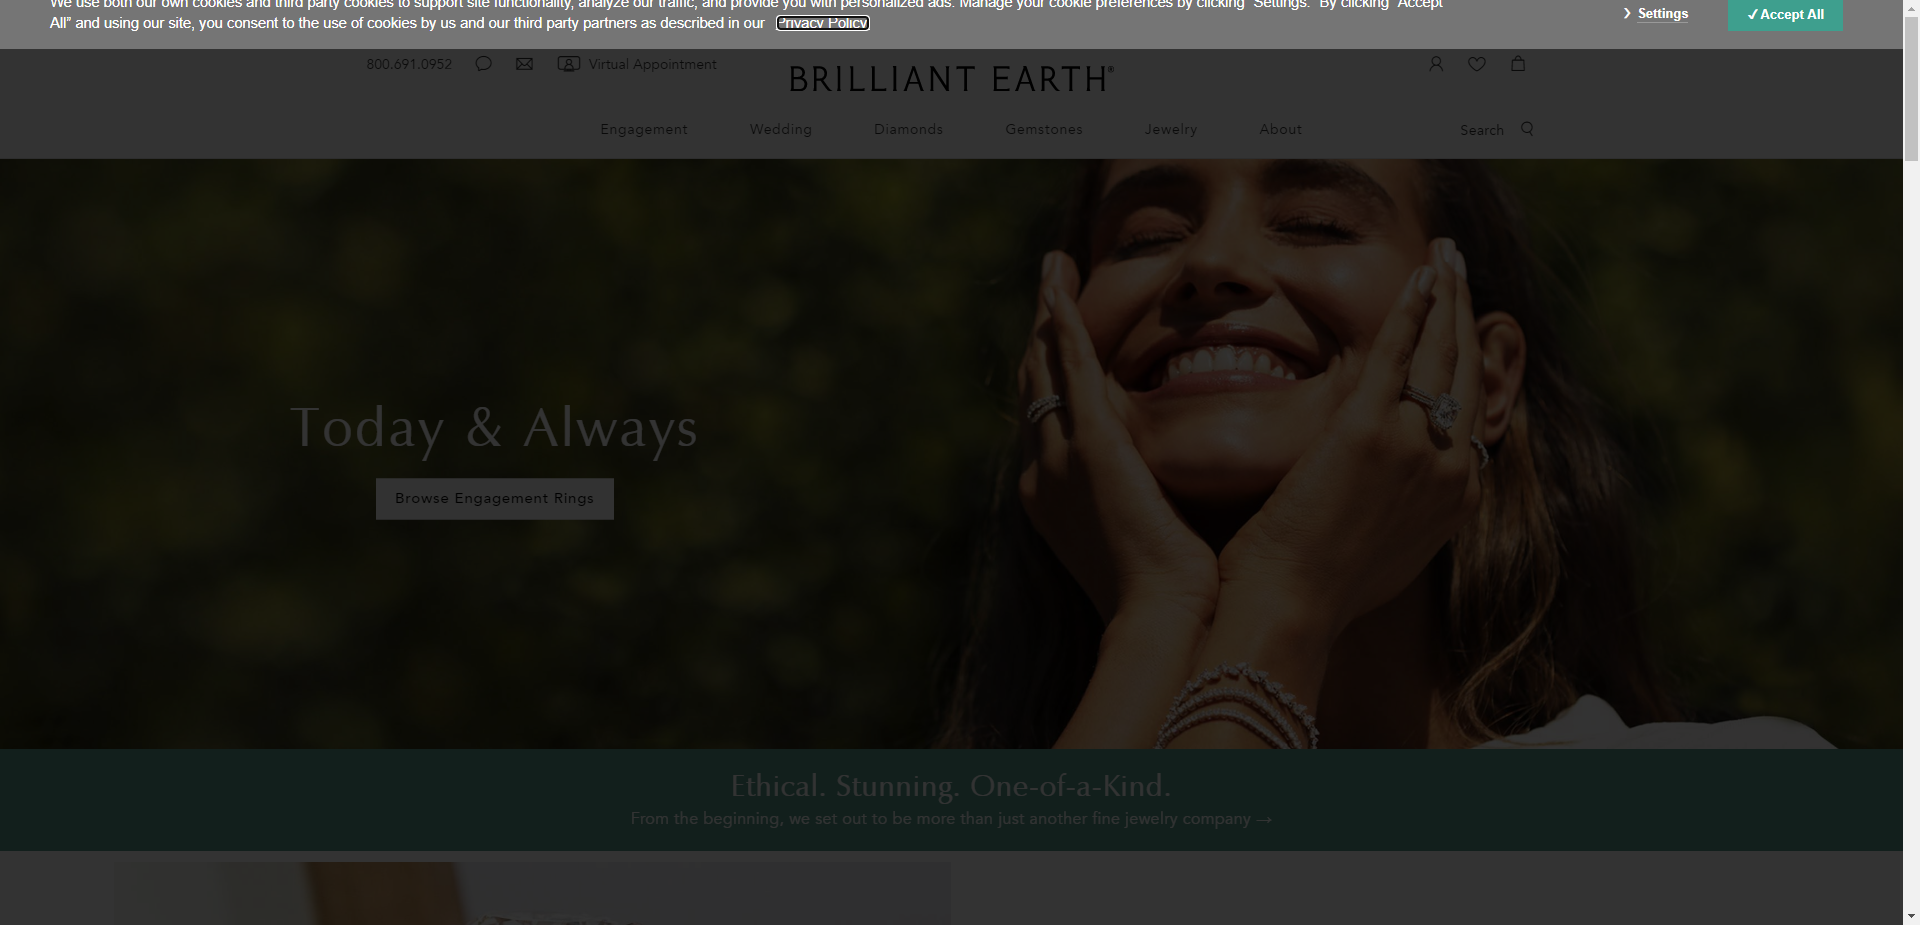 We use both our own cookies and third party cookies to support site functionality, analyze our traffic, and provide you with personalized ads. Manage your cookie preferences by clicking "Settings." By clicking "Accept
All" and using our site, you consent to the use of cookies by us and our third party partners as described in our Privacy Policy
› Settings
✓Accept All
800.691.0952
Virtual Appointment
BRILLIANT EARTH®
Engagement Wedding Diamonds Gemstones Jewelry About
Search
Today & Always
Browse Engagement Rings
Ethical. Stunning. One-of-a-Kind.
From the beginning, we set out to be more than just another fine jewelry company →